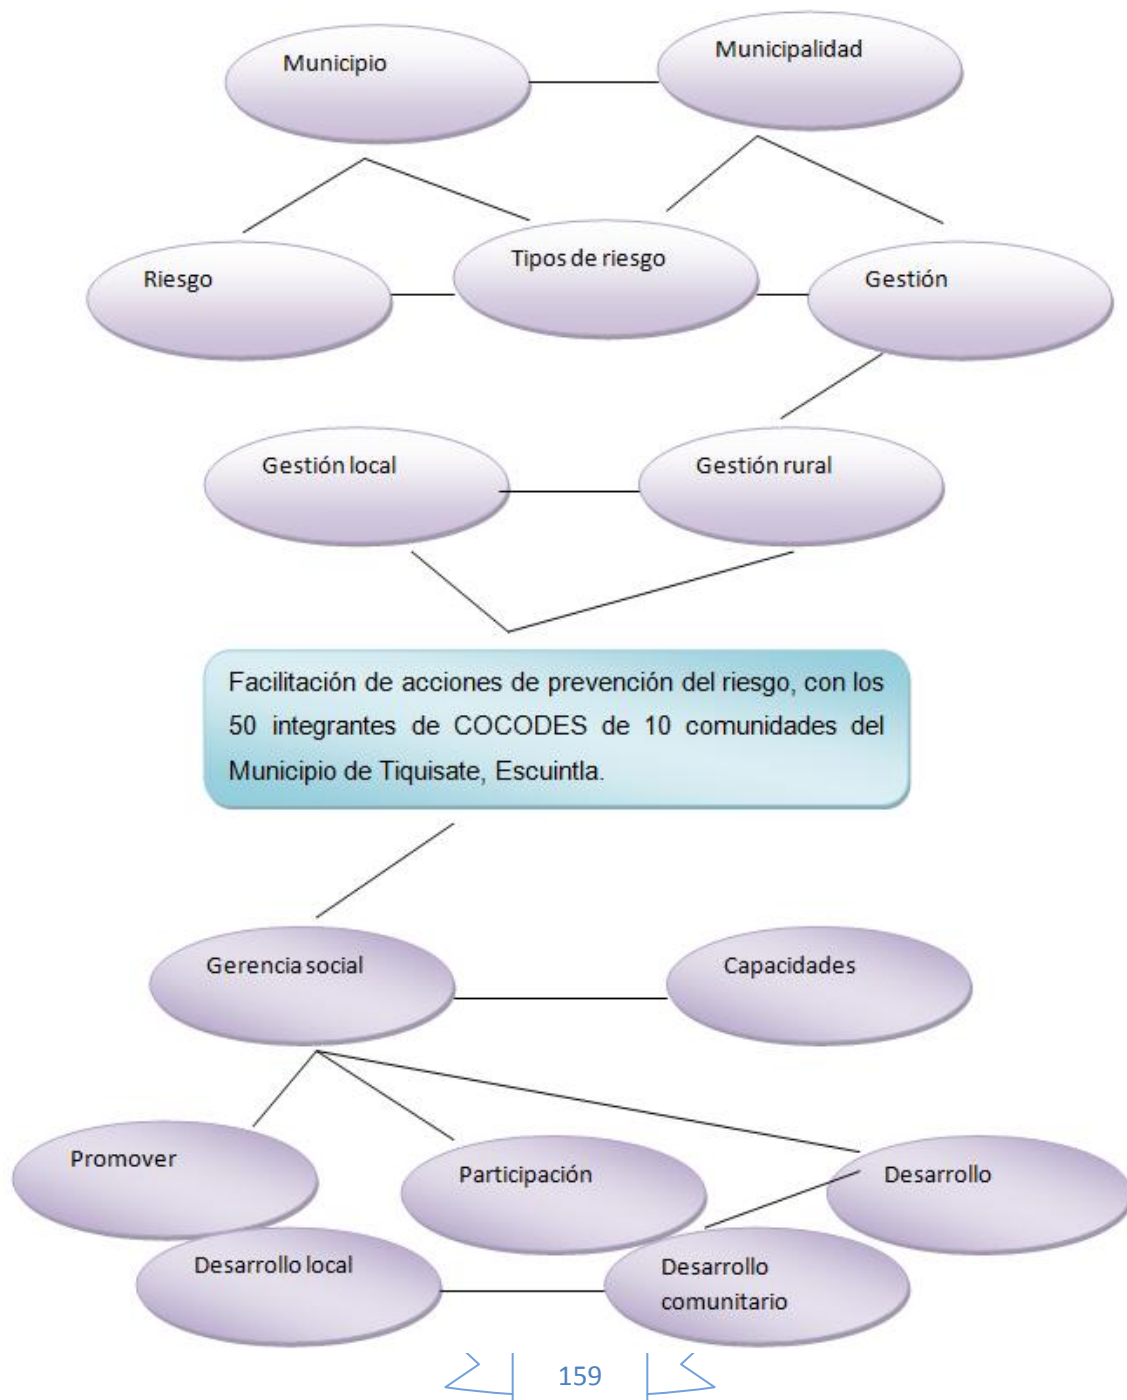 Municipio
Municipalidad
Riesgo
Tipos de riesgo
Gestión
Gestión local
Gestión rural
Facilitación de acciones de prevención del riesgo, con los
50 integrantes de COCODES de 10 comunidades del
Municipio de Tiquisate, Escuintla.
Gerencia social
Capacidades
Promover
Participación
Desarrollo
Desarrollo local
Desarrollo
comunitario
159